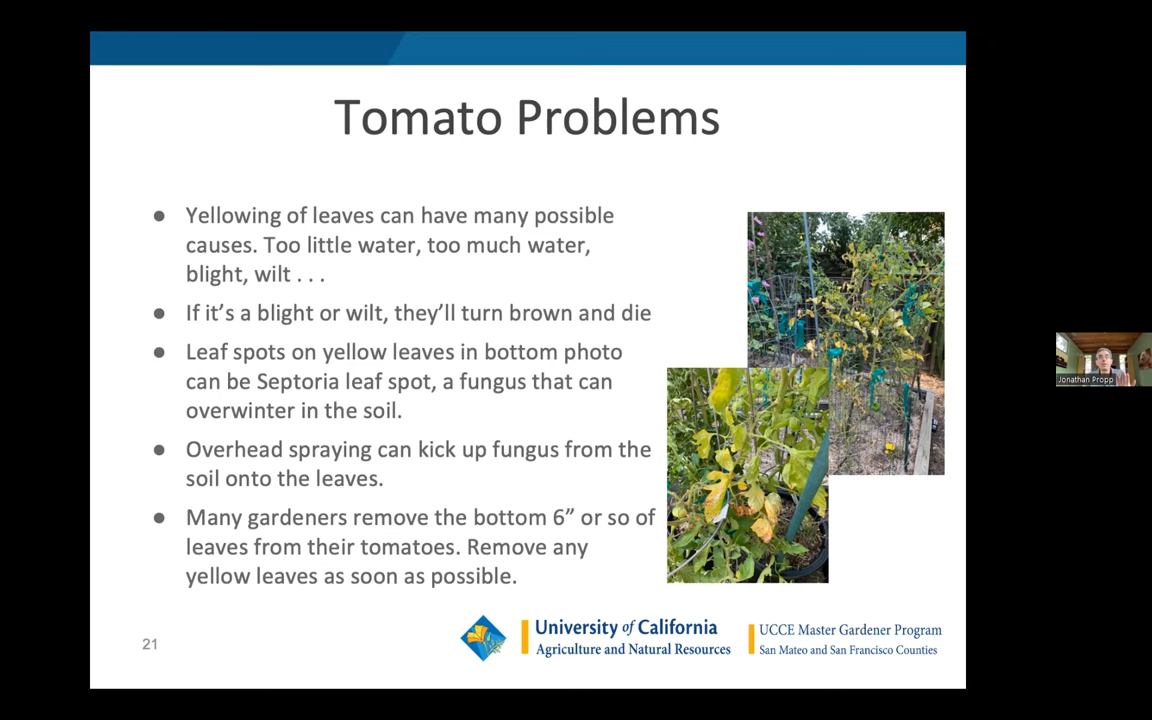 Tomato Problems
● Yellowing of leaves can have many possible
causes. Too little water, too much water,
blight, wilt . . .
● If it’s a blight or wilt, they’ll turn brown and die
● Leaf spots on yellow leaves in bottom photo
can be Septoria leaf spot, a fungus that can
overwinter in the soil.
● Overhead spraying can kick up fungus from the
soil onto the leaves.
● Many gardeners remove the bottom 6” or so of
leaves from their tomatoes. Remove any
yellow leaves as soon as possible.
21
University of California
Agriculture and Natural Resources
UCCE Master Gardener Program
San Mateo and San Francisco Counties
Jonathan Propp